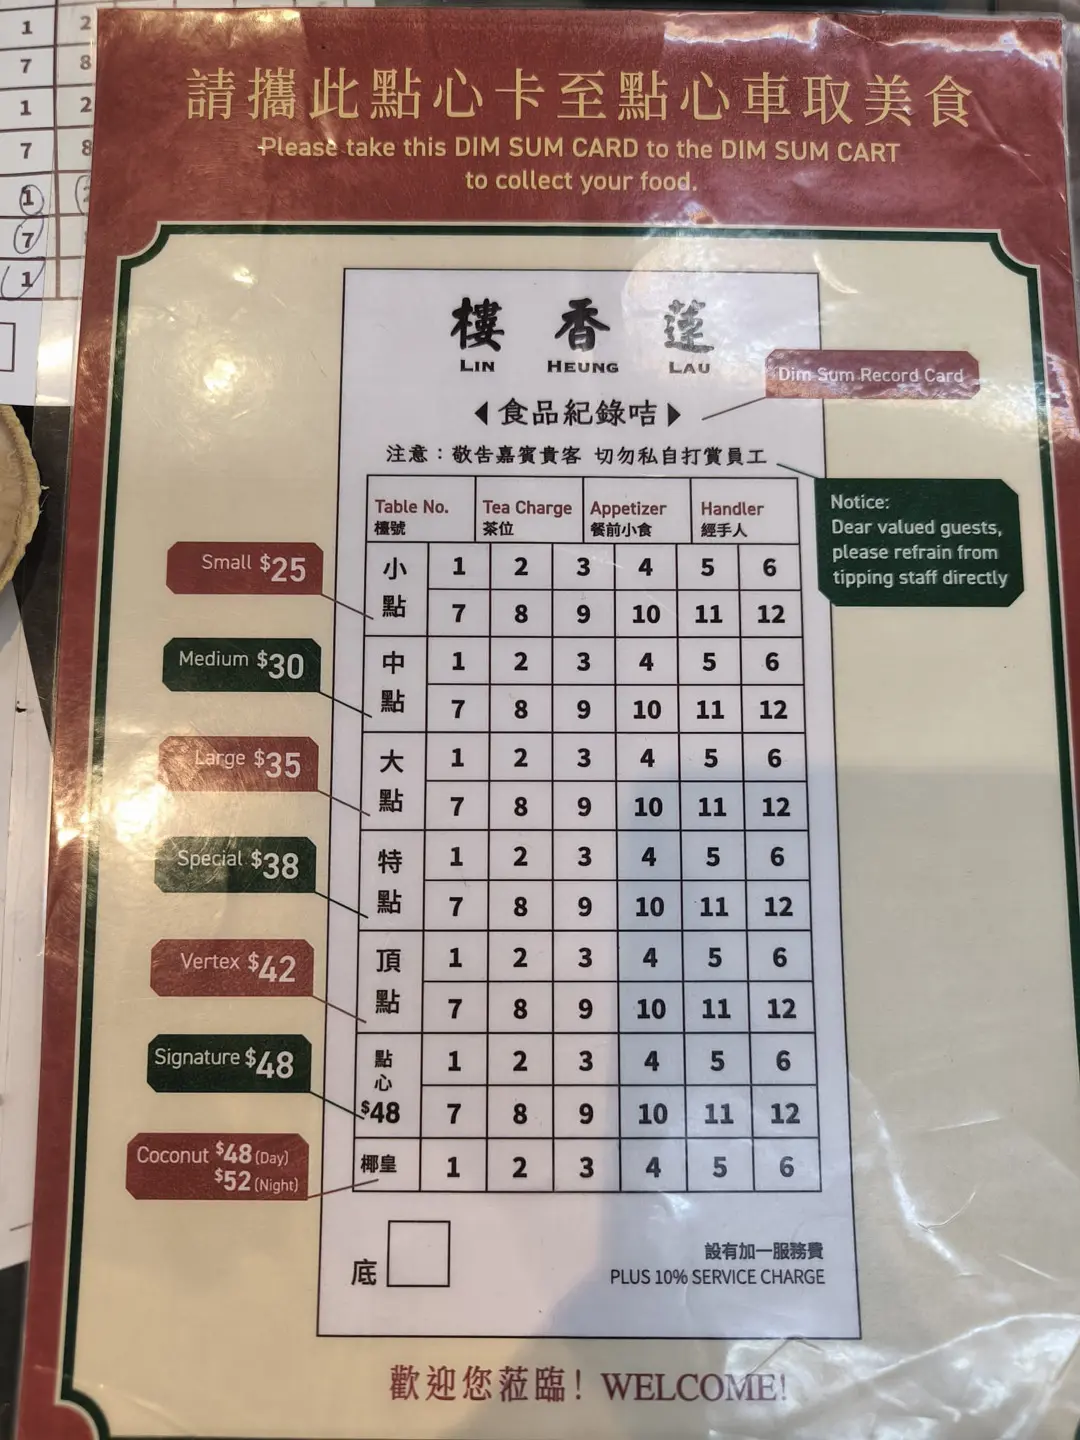 請攜此點心卡至點心車取美食
Please take this DIM SUM CARD to the DIM SUM CART
to collect your food.
樓 香 蓮
LIN HEUNG LAU
Dim Sum Record Card
◀食品紀錄咭▶
注意：敬告嘉賓貴客 切勿私自打賞員工
Notice:
Dear valued guests,
please refrain from
tipping staff directly
Table No. Tea Charge Appetizer Handler
檯號 茶位 餐前小食 經手人
Small $25
小點 1 2 3 4 5 6
7 8 9 10 11 12
Medium $30
中點 1 2 3 4 5 6
7 8 9 10 11 12
Large $35
大點 1 2 3 4 5 6
7 8 9 10 11 12
Special $38
特點 1 2 3 4 5 6
7 8 9 10 11 12
Vertex $42
頂點 1 2 3 4 5 6
7 8 9 10 11 12
Signature $48
點心 $48 1 2 3 4 5 6
7 8 9 10 11 12
Coconut $48 (Day)
$52 (Night)
椰皇 1 2 3 4 5 6
底
設有加一服務費
PLUS 10% SERVICE CHARGE
歡迎您蒞臨！WELCOME!
1 2
7 8
1 2
7 8
1
7
1